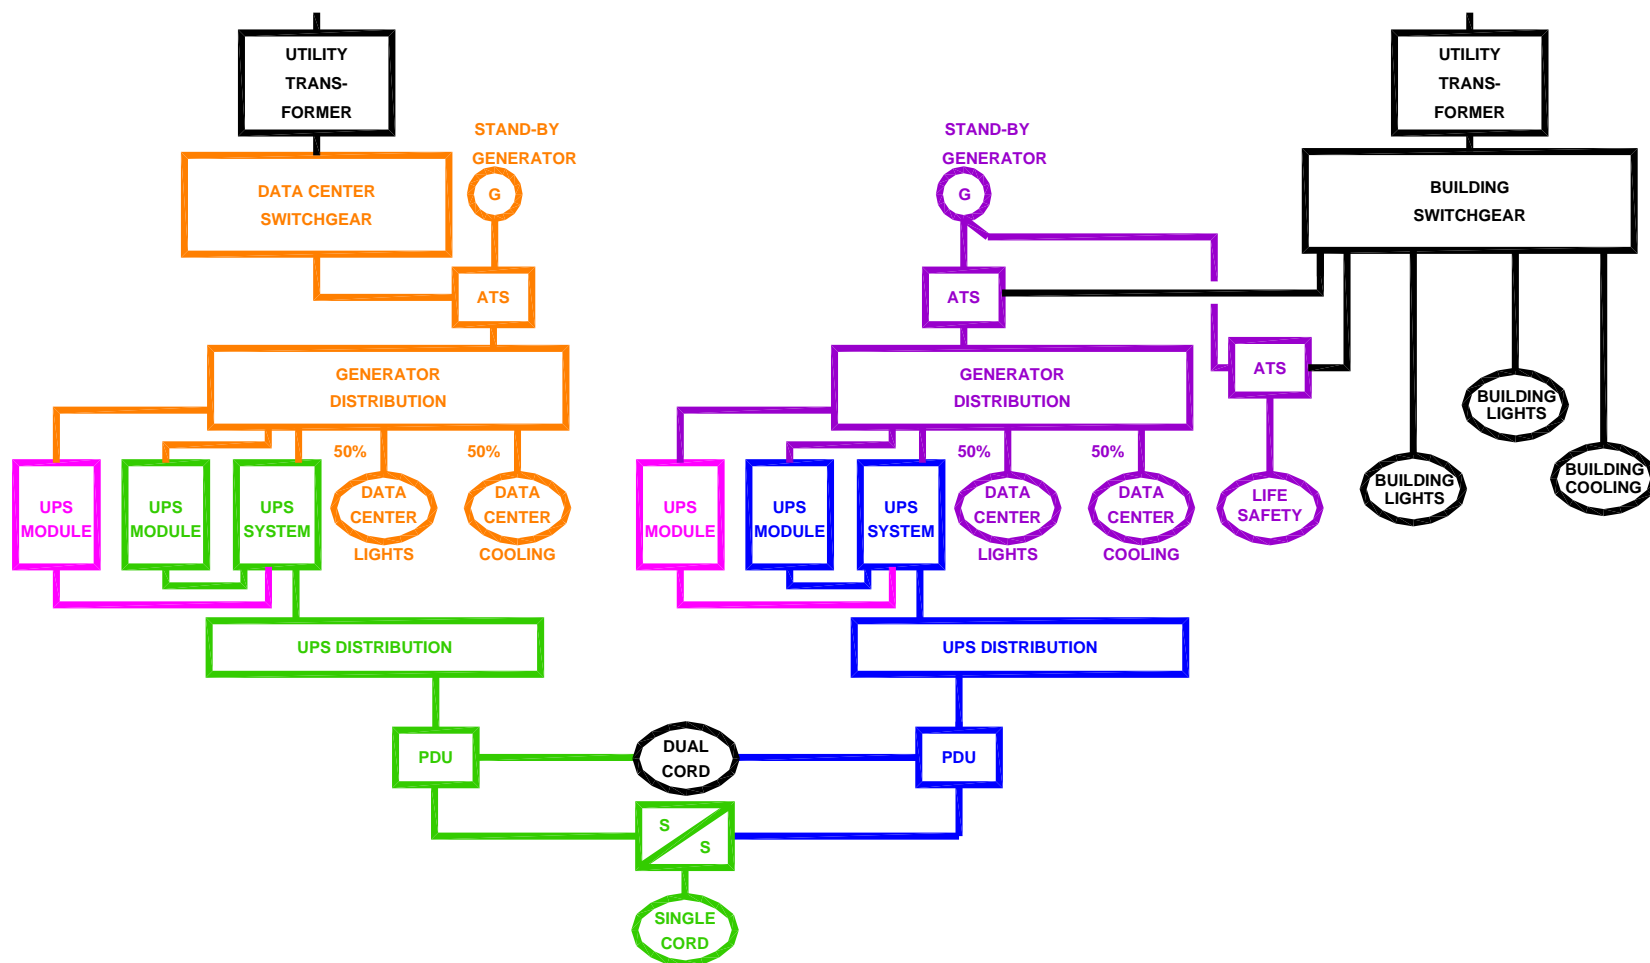 UTILITY
TRANS-
FORMER
UTILITY
TRANS-
FORMER
STAND-BY
GENERATOR
G
STAND-BY
GENERATOR
G
DATA CENTER
SWITCHGEAR
BUILDING
SWITCHGEAR
ATS
ATS
ATS
GENERATOR
DISTRIBUTION
GENERATOR
DISTRIBUTION
BUILDING
LIGHTS
BUILDING
LIGHTS
BUILDING
COOLING
50%
50%
50%
50%
UPS
MODULE
UPS
MODULE
UPS
SYSTEM
DATA
CENTER
LIGHTS
DATA
CENTER
COOLING
UPS
MODULE
UPS
MODULE
UPS
SYSTEM
DATA
CENTER
LIGHTS
DATA
CENTER
COOLING
LIFE
SAFETY
UPS DISTRIBUTION
UPS DISTRIBUTION
PDU
DUAL
CORD
PDU
S
S
SINGLE
CORD